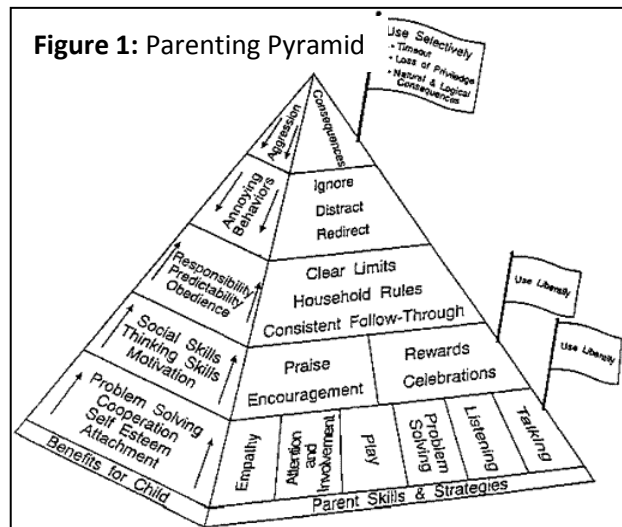 Figure 1: Parenting Pyramid
Use Selectively
• Timeout
• Loss of Priviledge
• Natural & Logical
Consequences
Aggression
Consequences
Annoying
Behaviors
Ignore
Distract
Redirect
Responsibility
Predictability
Obedience
Clear Limits
Household Rules
Consistent Follow-Through
Use Liberally
Social Skills
Thinking Skills
Motivation
Praise
Encouragement
Rewards
Celebrations
Use Liberally
Problem Solving
Cooperation
Self Esteem
Attachment
Empathy
Attention
and
Involvement
Play
Problem
Solving
Listening
Talking
Benefits for Child
Parent Skills & Strategies